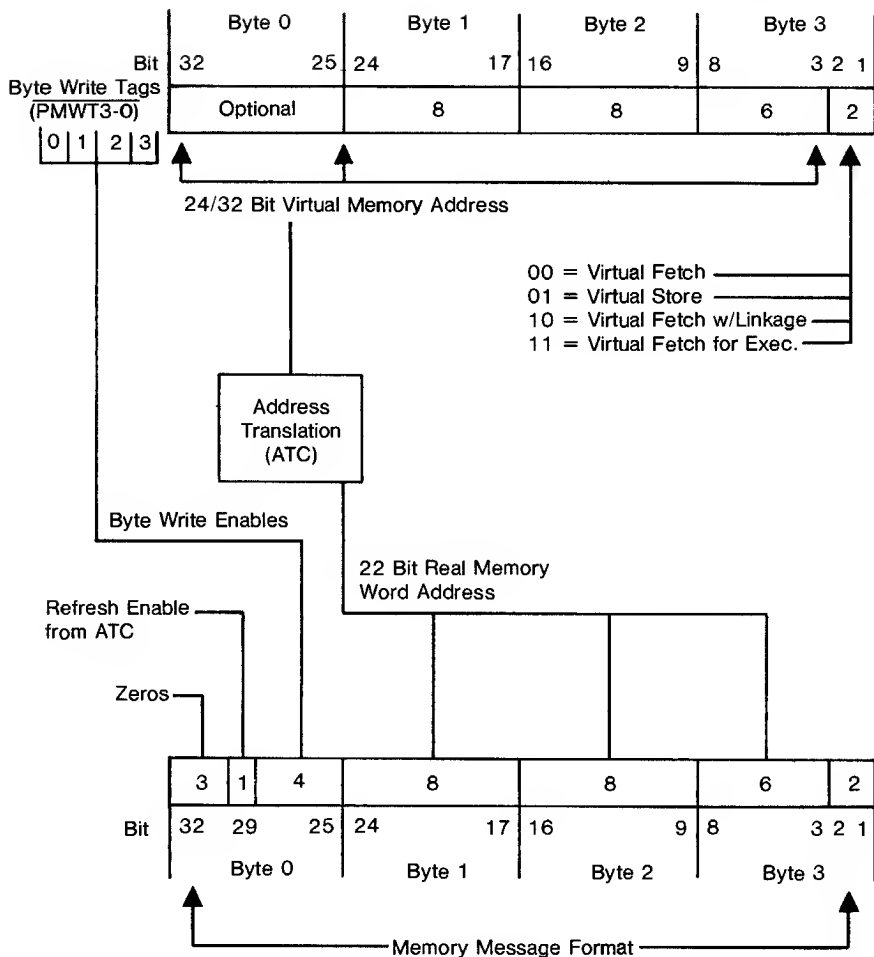 Byte 0 Byte 1 Byte 2 Byte 3
Bit 32 25 24 17 16 9 8 3 2 1
Byte Write Tags
(PMWT3-0)
Optional 8 8 6 2
0 1 2 3
24/32 Bit Virtual Memory Address
00 = Virtual Fetch
01 = Virtual Store
10 = Virtual Fetch w/Linkage
11 = Virtual Fetch for Exec.
Address
Translation
(ATC)
Byte Write Enables
22 Bit Real Memory
Word Address
Refresh Enable
from ATC
Zeros
3 1 4 8 8 6 2
Bit 32 29 25 24 17 16 9 8 3 2 1
Byte 0 Byte 1 Byte 2 Byte 3
Memory Message Format